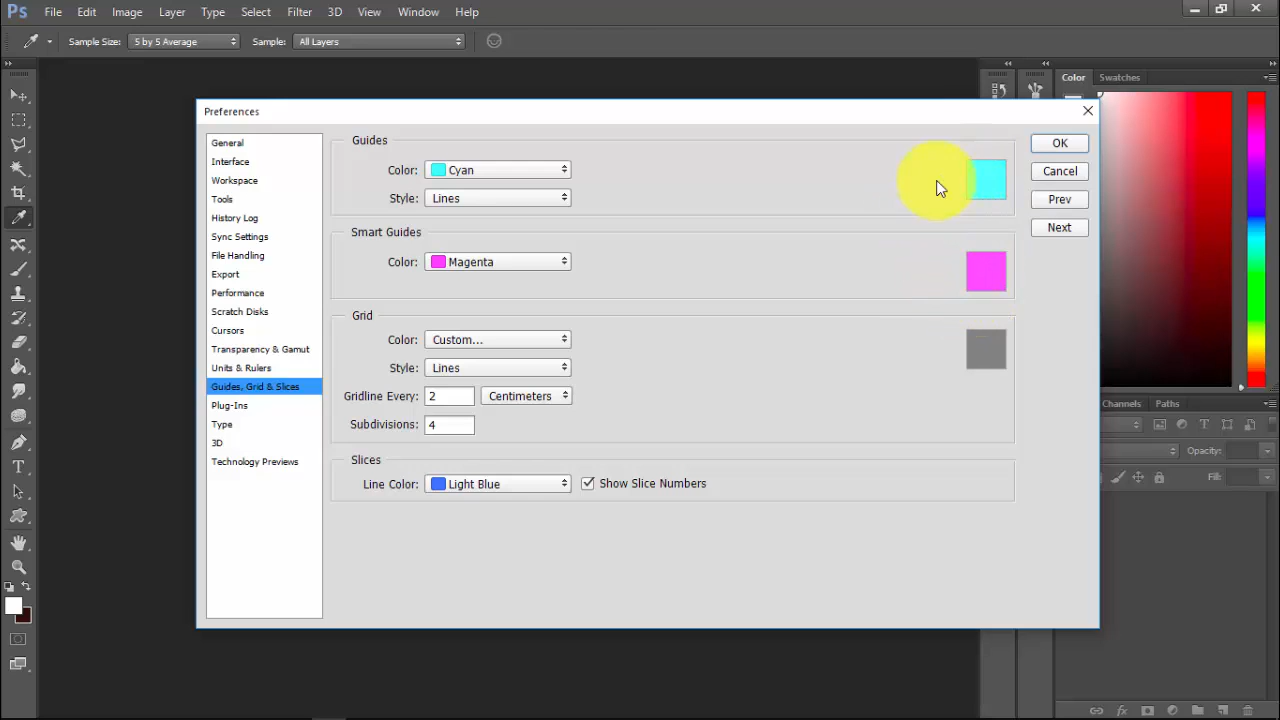 Ps File Edit Image Layer Type Select Filter 3D View Window Help
Sample Size: 5 by 5 Average Sample: All Layers
Color Swatches
Preferences
General
Interface
Workspace
Tools
History Log
Sync Settings
File Handling
Export
Performance
Scratch Disks
Cursors
Transparency & Gamut
Units & Rulers
Guides, Grid & Slices
Plug-Ins
Type
3D
Technology Previews
Guides
Color: Cyan
Style: Lines
Smart Guides
Color: Magenta
Grid
Color: Custom...
Style: Lines
Gridline Every: 2 Centimeters
Subdivisions: 4
Slices
Line Color: Light Blue Show Slice Numbers
OK
Cancel
Prev
Next
Channels Paths
Opacity:
Fill: